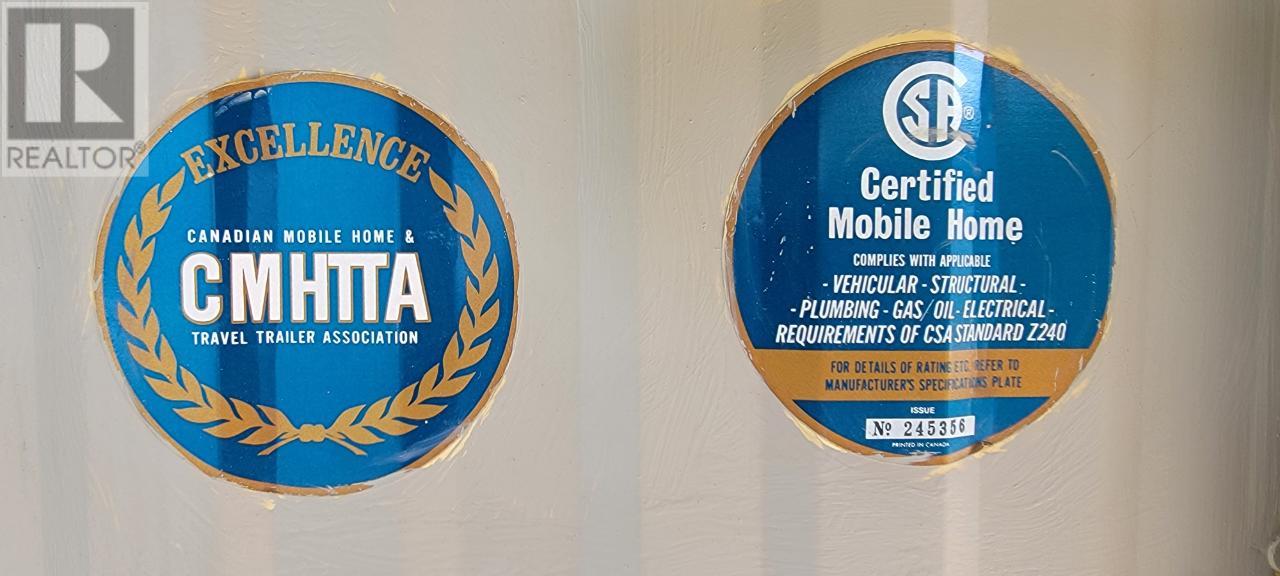 REALTOR®
EXCELLENCE
CANADIAN MOBILE HOME &
CMHTTA
TRAVEL TRAILER ASSOCIATION
CSA®
Certified
Mobile Home
COMPLIES WITH APPLICABLE
- VEHICULAR - STRUCTURAL -
- PLUMBING - GAS/OIL - ELECTRICAL -
REQUIREMENTS OF CSA STANDARD Z240
FOR DETAILS OF RATING ETC. REFER TO
MANUFACTURER'S SPECIFICATIONS PLATE
ISSUE
Nº 245356
PRINTED IN CANADA